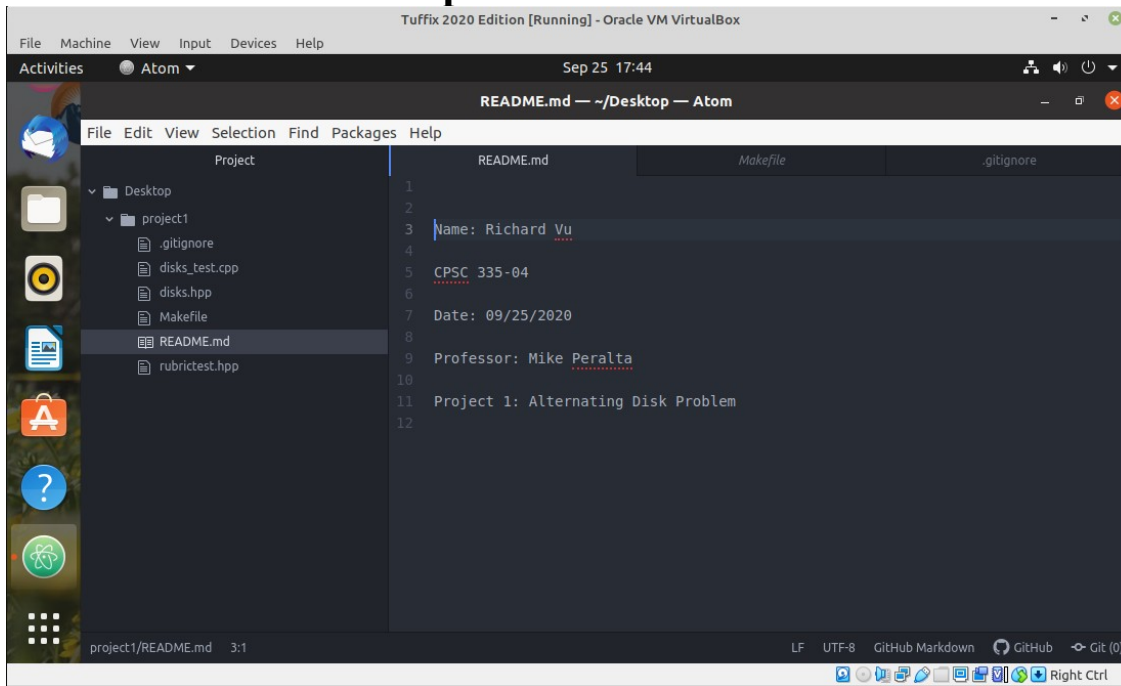 Tuffix 2020 Edition [Running] - Oracle VM VirtualBox
File Machine View Input Devices Help
Activities Atom Sep 25 17:44
README.md — ~/Desktop — Atom
File Edit View Selection Find Packages Help
Project README.md Makefile .gitignore
Desktop
project1
.gitignore
disks_test.cpp
disks.hpp
Makefile
README.md
rubrictest.hpp
1
2
3 Name: Richard Vu
4
5 CPSC 335-04
6
7 Date: 09/25/2020
8
9 Professor: Mike Peralta
10
11 Project 1: Alternating Disk Problem
12
project1/README.md 3:1 LF UTF-8 GitHub Markdown GitHub Git (0)
Right Ctrl